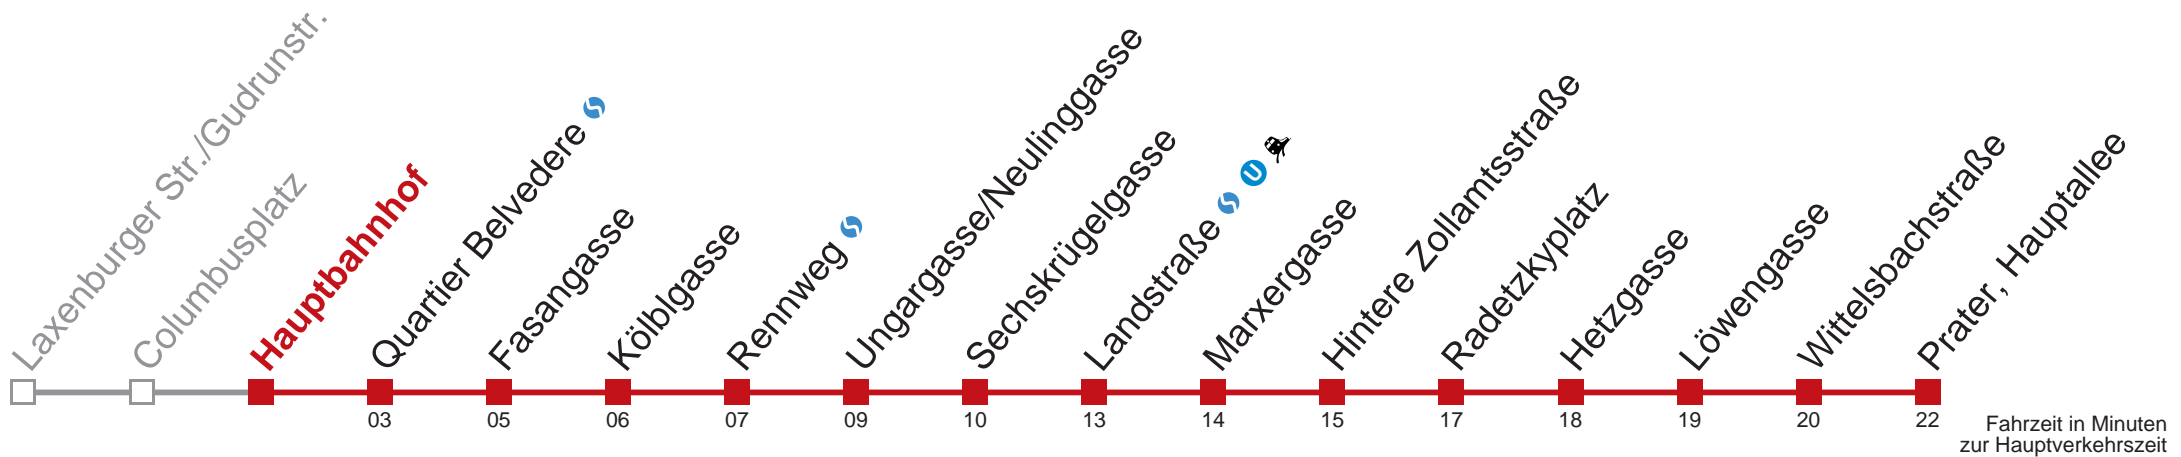 Laxenburger Str./Gudrunstr.
Columbusplatz
Hauptbahnhof
Quartier Belvedere
Fasangasse
Kölblgasse
Rennweg
Ungargasse/Neulinggasse
Sechskrügelgasse
Landstraße
U
Marxergasse
Hintere Zollamtsstraße
Radetzkyplatz
Hetzgasse
Löwengasse
Wittelsbachstraße
Prater, Hauptallee
03 05 06 07 09 10 13 14 15 17 18 19 20 22
Fahrzeit in Minuten
zur Hauptverkehrszeit